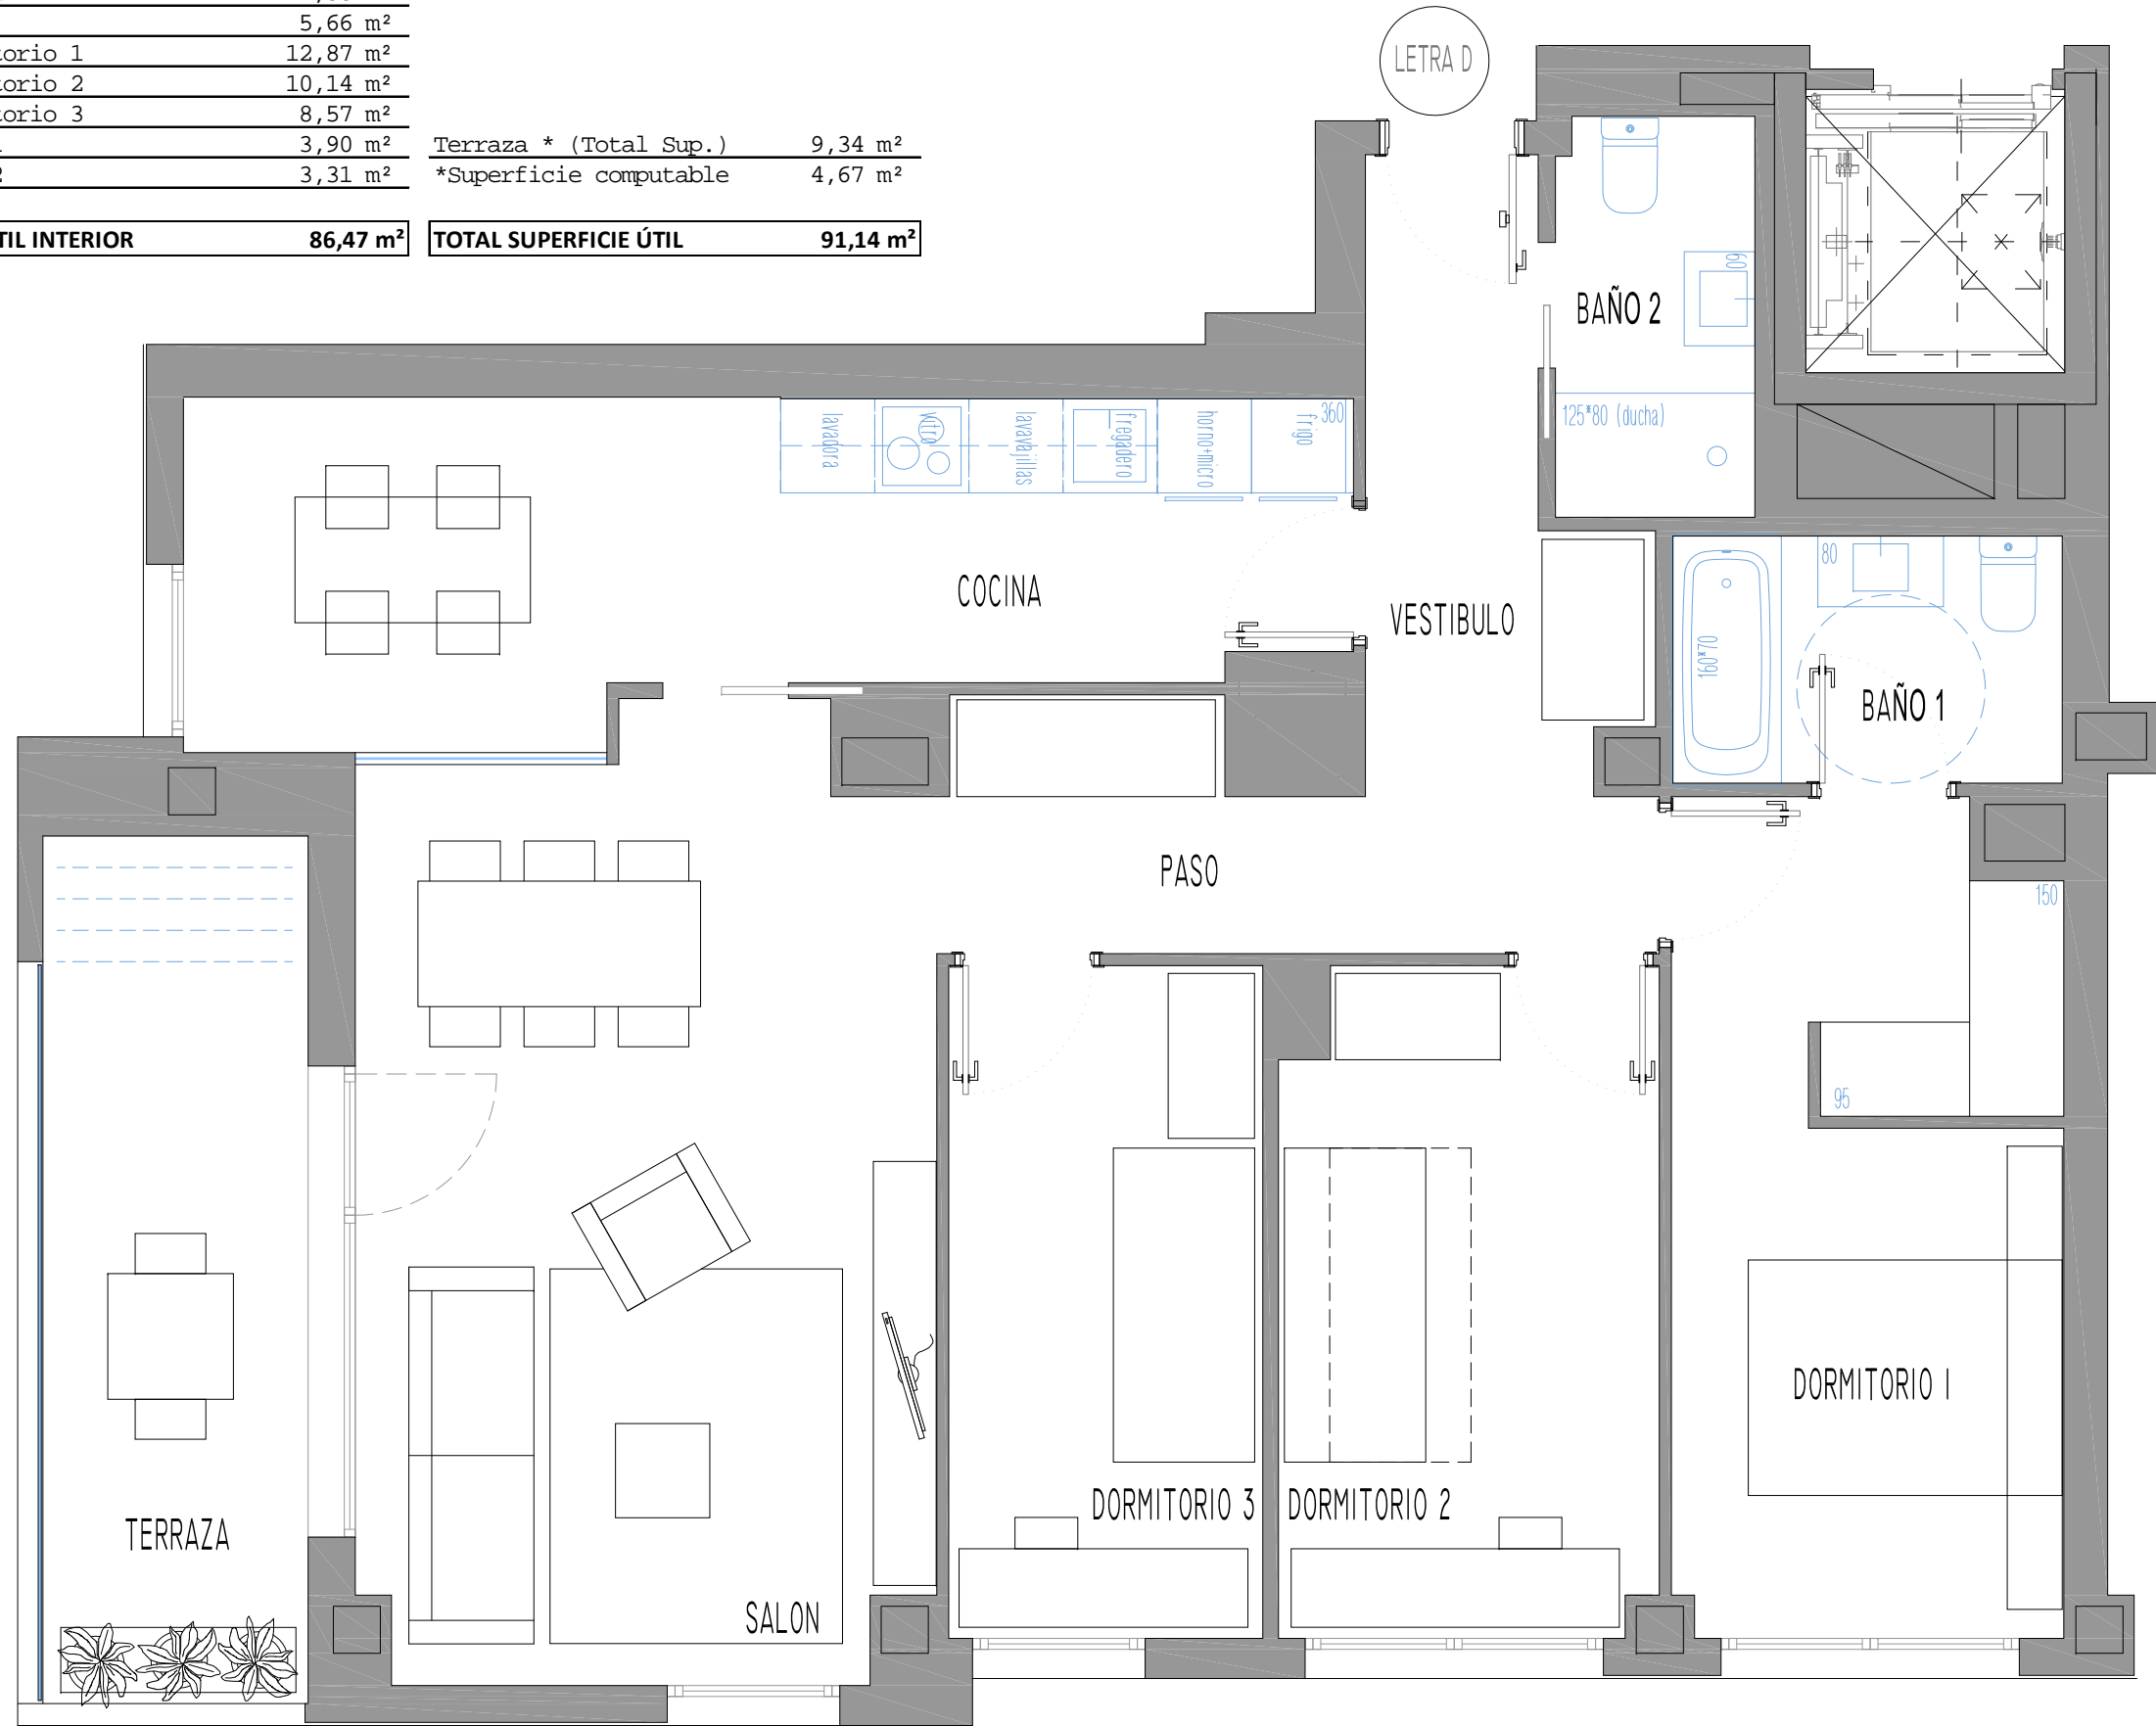 5,66 m²
torio 1 12,87 m²
torio 2 10,14 m²
torio 3 8,57 m²
3,90 m²
2 3,31 m²
TIL INTERIOR 86,47 m²
Terraza * (Total Sup.) 9,34 m²
*Superficie computable 4,67 m²
TOTAL SUPERFICIE ÚTIL 91,14 m²
LETRA D
BAÑO 2
60
125*80 (ducha)
lavadora
vitro
lavavajillas
fregadero
horno+micro
frigo
360
COCINA
VESTIBULO
80
160*70
BAÑO 1
PASO
150
95
DORMITORIO 1
DORMITORIO 3
DORMITORIO 2
TERRAZA
SALON